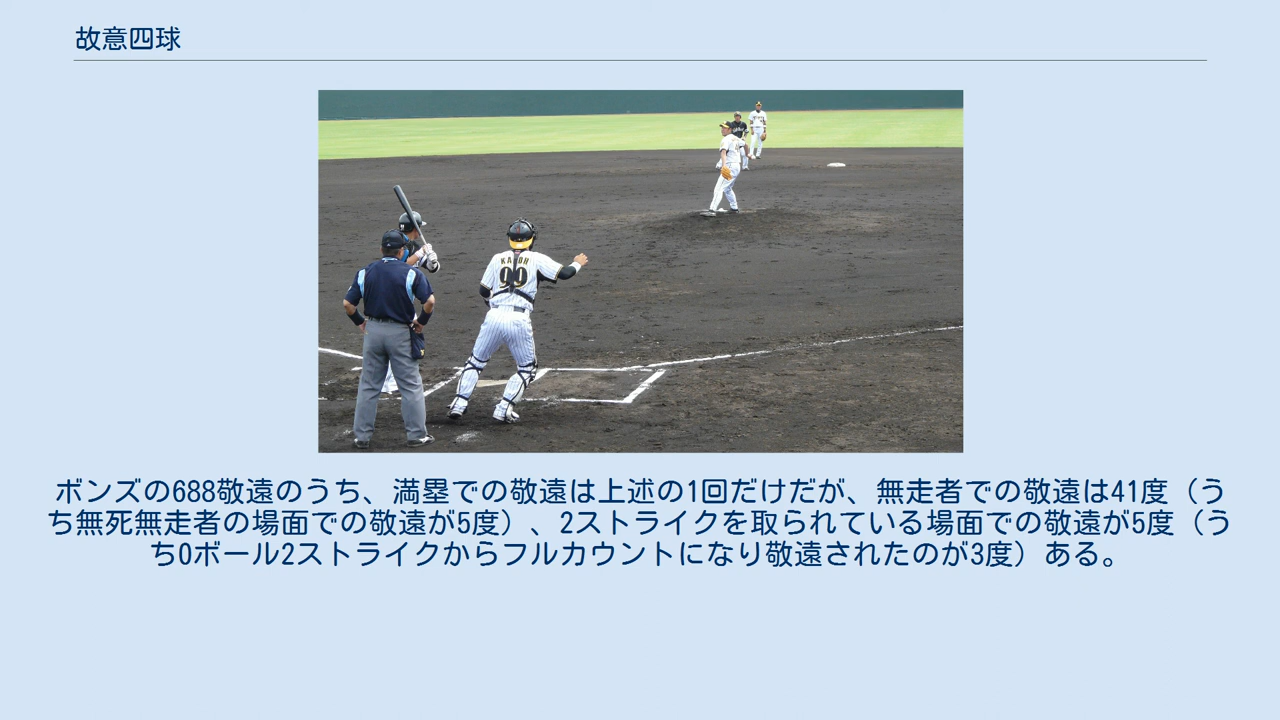 故意四球
KATOH
99
ボンズの688敬遠のうち、満塁での敬遠は上述の1回だけだが、無走者での敬遠は41度（う
ち無死無走者の場面での敬遠が5度）、2ストライクを取られている場面での敬遠が5度（う
ち0ボール2ストライクからフルカウントになり敬遠されたのが3度）ある。